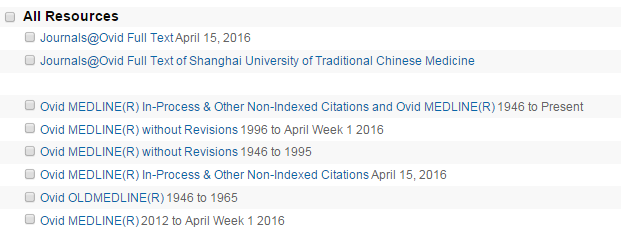 All Resources
Journals@Ovid Full Text April 15, 2016
Journals@Ovid Full Text of Shanghai University of Traditional Chinese Medicine
Ovid MEDLINE(R) In-Process & Other Non-Indexed Citations and Ovid MEDLINE(R) 1946 to Present
Ovid MEDLINE(R) without Revisions 1996 to April Week 1 2016
Ovid MEDLINE(R) without Revisions 1946 to 1995
Ovid MEDLINE(R) In-Process & Other Non-Indexed Citations April 15, 2016
Ovid OLDMEDLINE(R) 1946 to 1965
Ovid MEDLINE(R) 2012 to April Week 1 2016